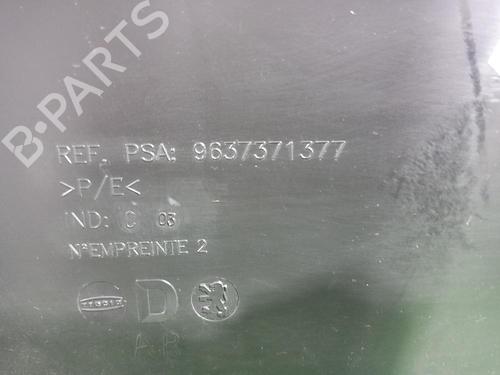 B-PARTS
REF. PSA: 9637371377
>P/E<
IND: C 03
N°EMPREINTE 2
D